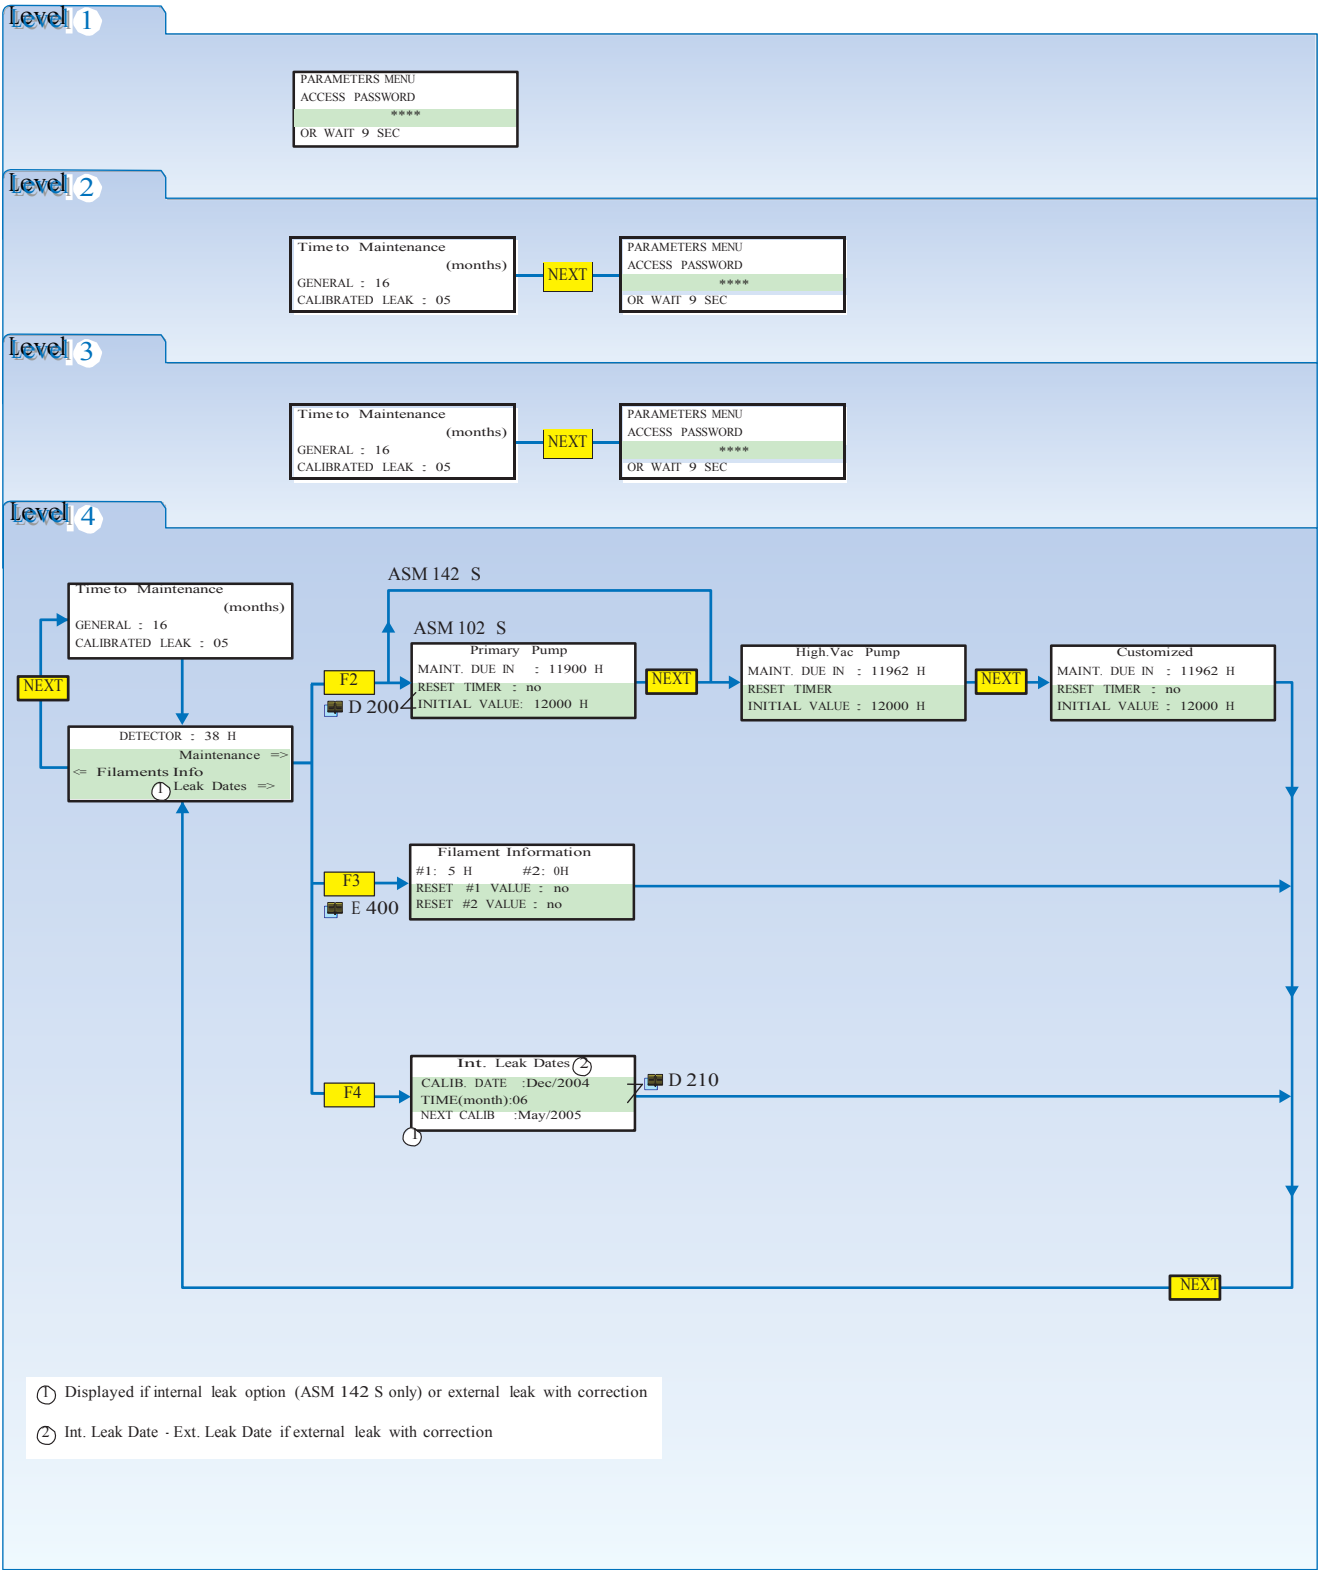 Level 1
PARAMETERS MENU
ACCESS PASSWORD
****
OR WAIT 9 SEC
Level 2
Time to Maintenance
(months)
GENERAL : 16
CALIBRATED LEAK : 05
NEXT
PARAMETERS MENU
ACCESS PASSWORD
****
OR WAIT 9 SEC
Level 3
Time to Maintenance
(months)
GENERAL : 16
CALIBRATED LEAK : 05
NEXT
PARAMETERS MENU
ACCESS PASSWORD
****
OR WAIT 9 SEC
Level 4
Time to Maintenance
(months)
GENERAL : 16
CALIBRATED LEAK : 05
NEXT
DETECTOR : 38 H
Maintenance =>
<= Filaments Info
1 Leak Dates =>
ASM 142 S
ASM 102 S
F2
D 200
Primary Pump
MAINT. DUE IN : 11900 H
RESET TIMER : no
INITIAL VALUE: 12000 H
NEXT
High.Vac Pump
MAINT. DUE IN : 11962 H
RESET TIMER
INITIAL VALUE : 12000 H
NEXT
Customized
MAINT. DUE IN : 11962 H
RESET TIMER : no
INITIAL VALUE : 12000 H
F3
E 400
Filament Information
#1: 5 H #2: 0H
RESET #1 VALUE : no
RESET #2 VALUE : no
F4
Int. Leak Dates 2
CALIB. DATE :Dec/2004
TIME(month):06
NEXT CALIB :May/2005
1
D 210
NEXT
1 Displayed if internal leak option (ASM 142 S only) or external leak with correction
2 Int. Leak Date - Ext. Leak Date if external leak with correction